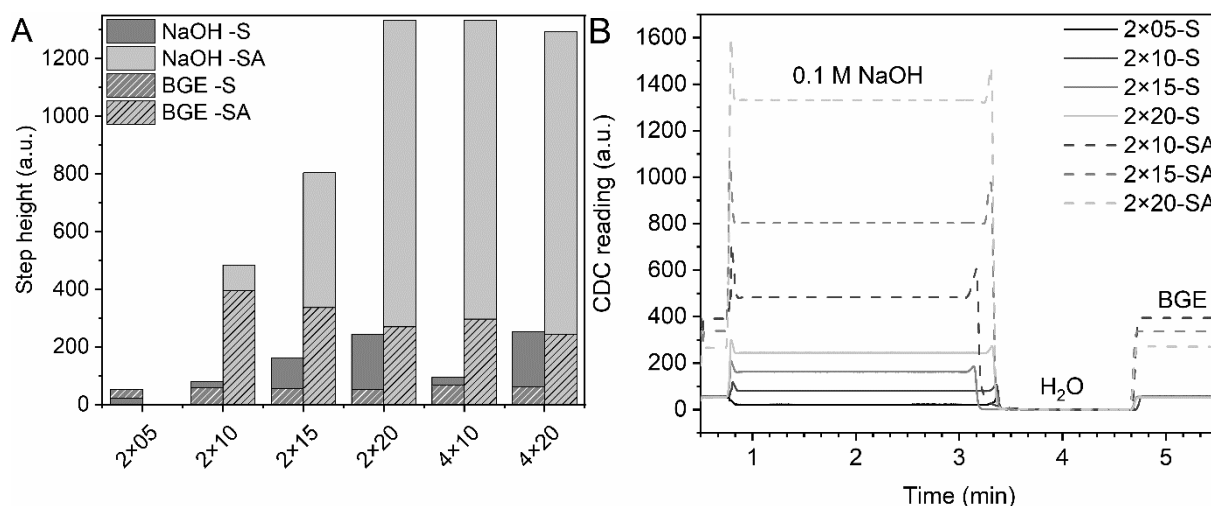 A
NaOH -S
NaOH -SA
BGE -S
BGE -SA
Step height (a.u.)
1200
1000
800
600
400
200
0
2×05
2×10
2×15
2×20
4×10
4×20
B
CDC reading (a.u.)
1600
1400
1200
1000
800
600
400
200
0
0.1 M NaOH
H₂O
BGE
2×05-S
2×10-S
2×15-S
2×20-S
2×10-SA
2×15-SA
2×20-SA
1
2
3
4
5
Time (min)